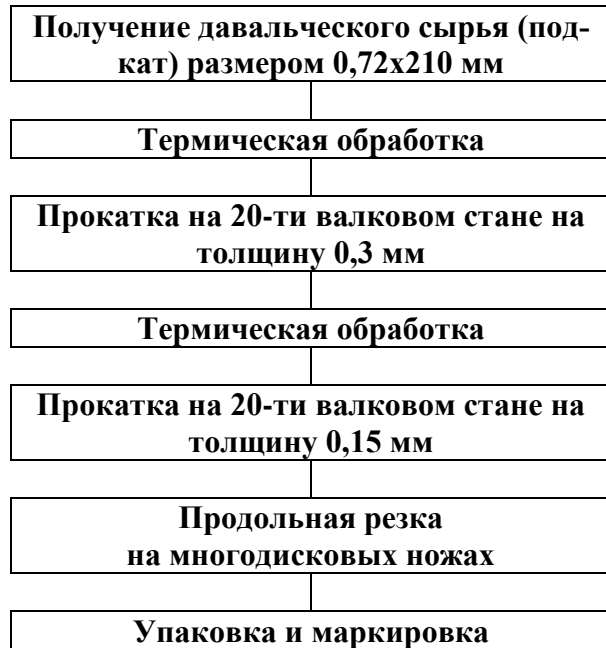 Получение давальческого сырья (под-
кат) размером 0,72х210 мм
Термическая обработка
Прокатка на 20-ти валковом стане на
толщину 0,3 мм
Термическая обработка
Прокатка на 20-ти валковом стане на
толщину 0,15 мм
Продольная резка
на многодисковых ножах
Упаковка и маркировка